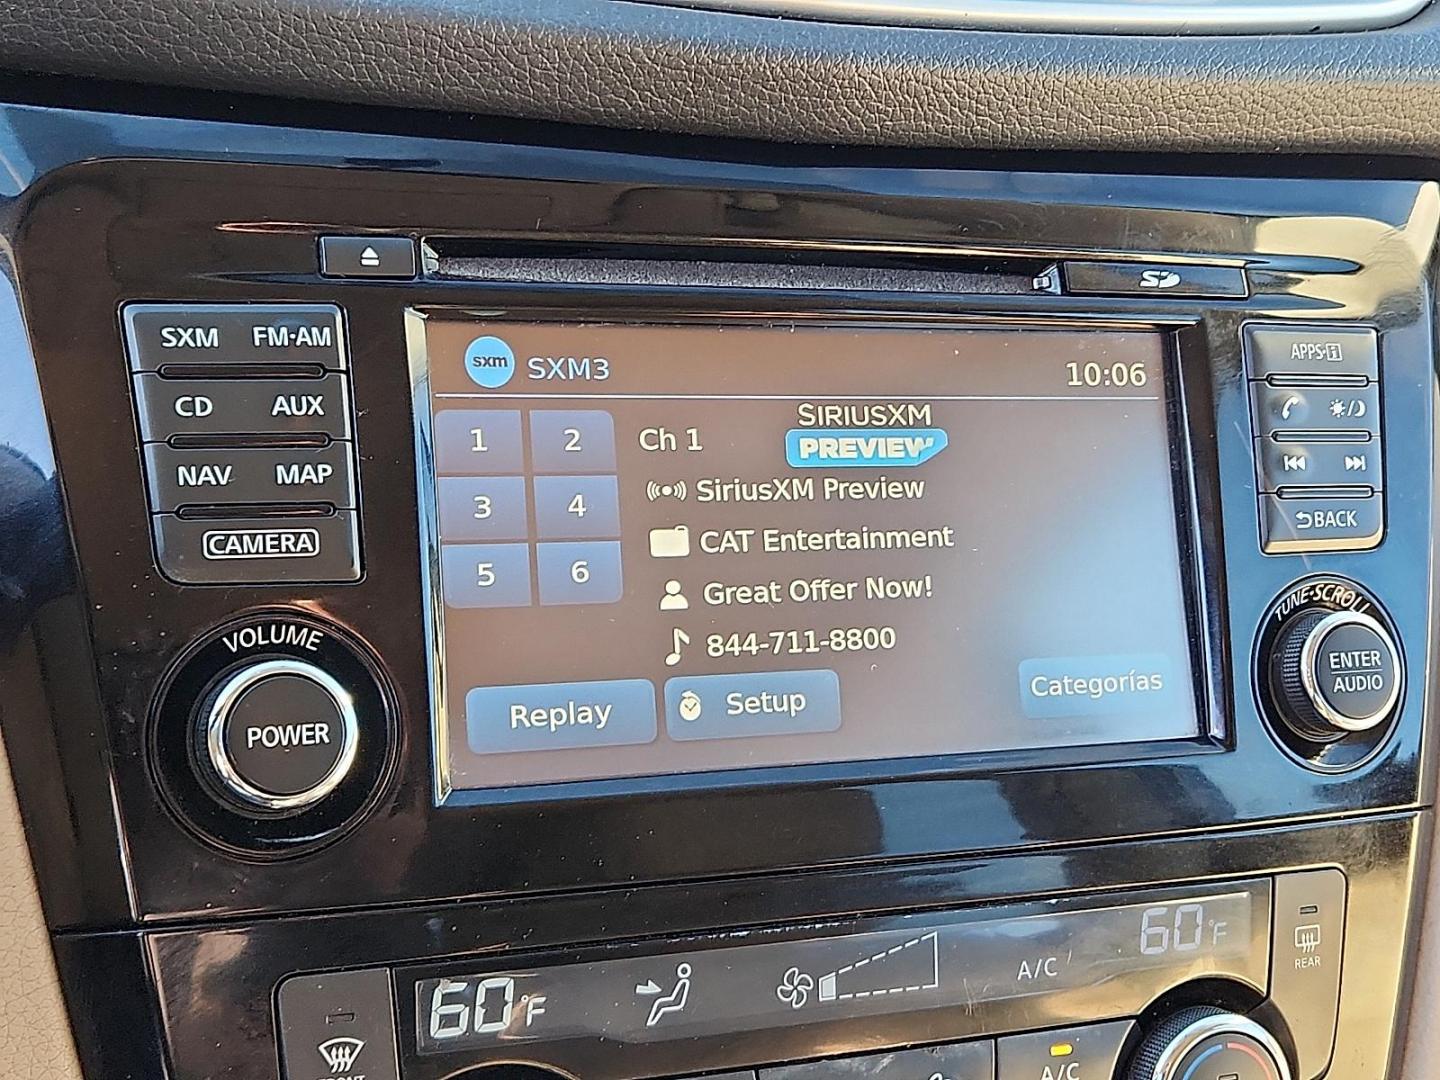 SD
SXM FM·AM
CD AUX
NAV MAP
CAMERA
VOLUME
POWER
sxm SXM3 10:06
1 2
3 4
5 6
Ch 1
SIRIUSXM
PREVIEW
SiriusXM Preview
CAT Entertainment
Great Offer Now!
844-711-8800
Replay
Setup
Categorías
APPS·i
BACK
TUNE·SCROLL
ENTER
AUDIO
60°F
A/C
60°F
REAR
FRONT
A/C